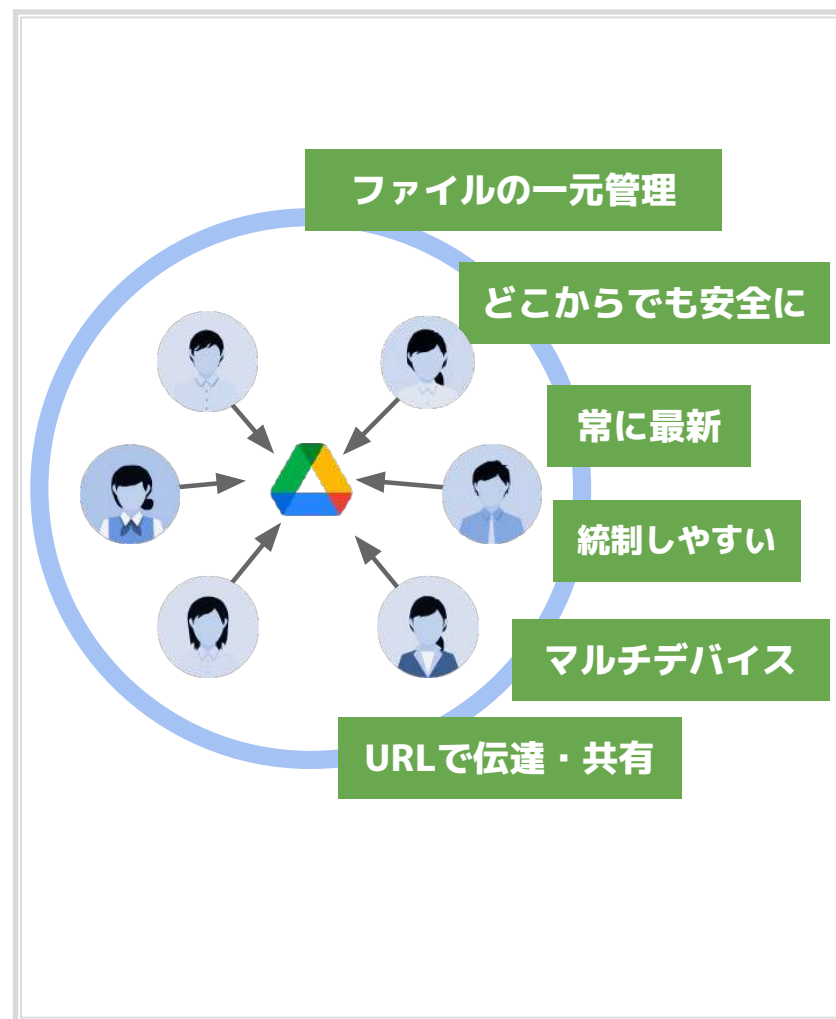 ファイルの一元管理
どこからでも安全に
常に最新
統制しやすい
マルチデバイス
URLで伝達・共有